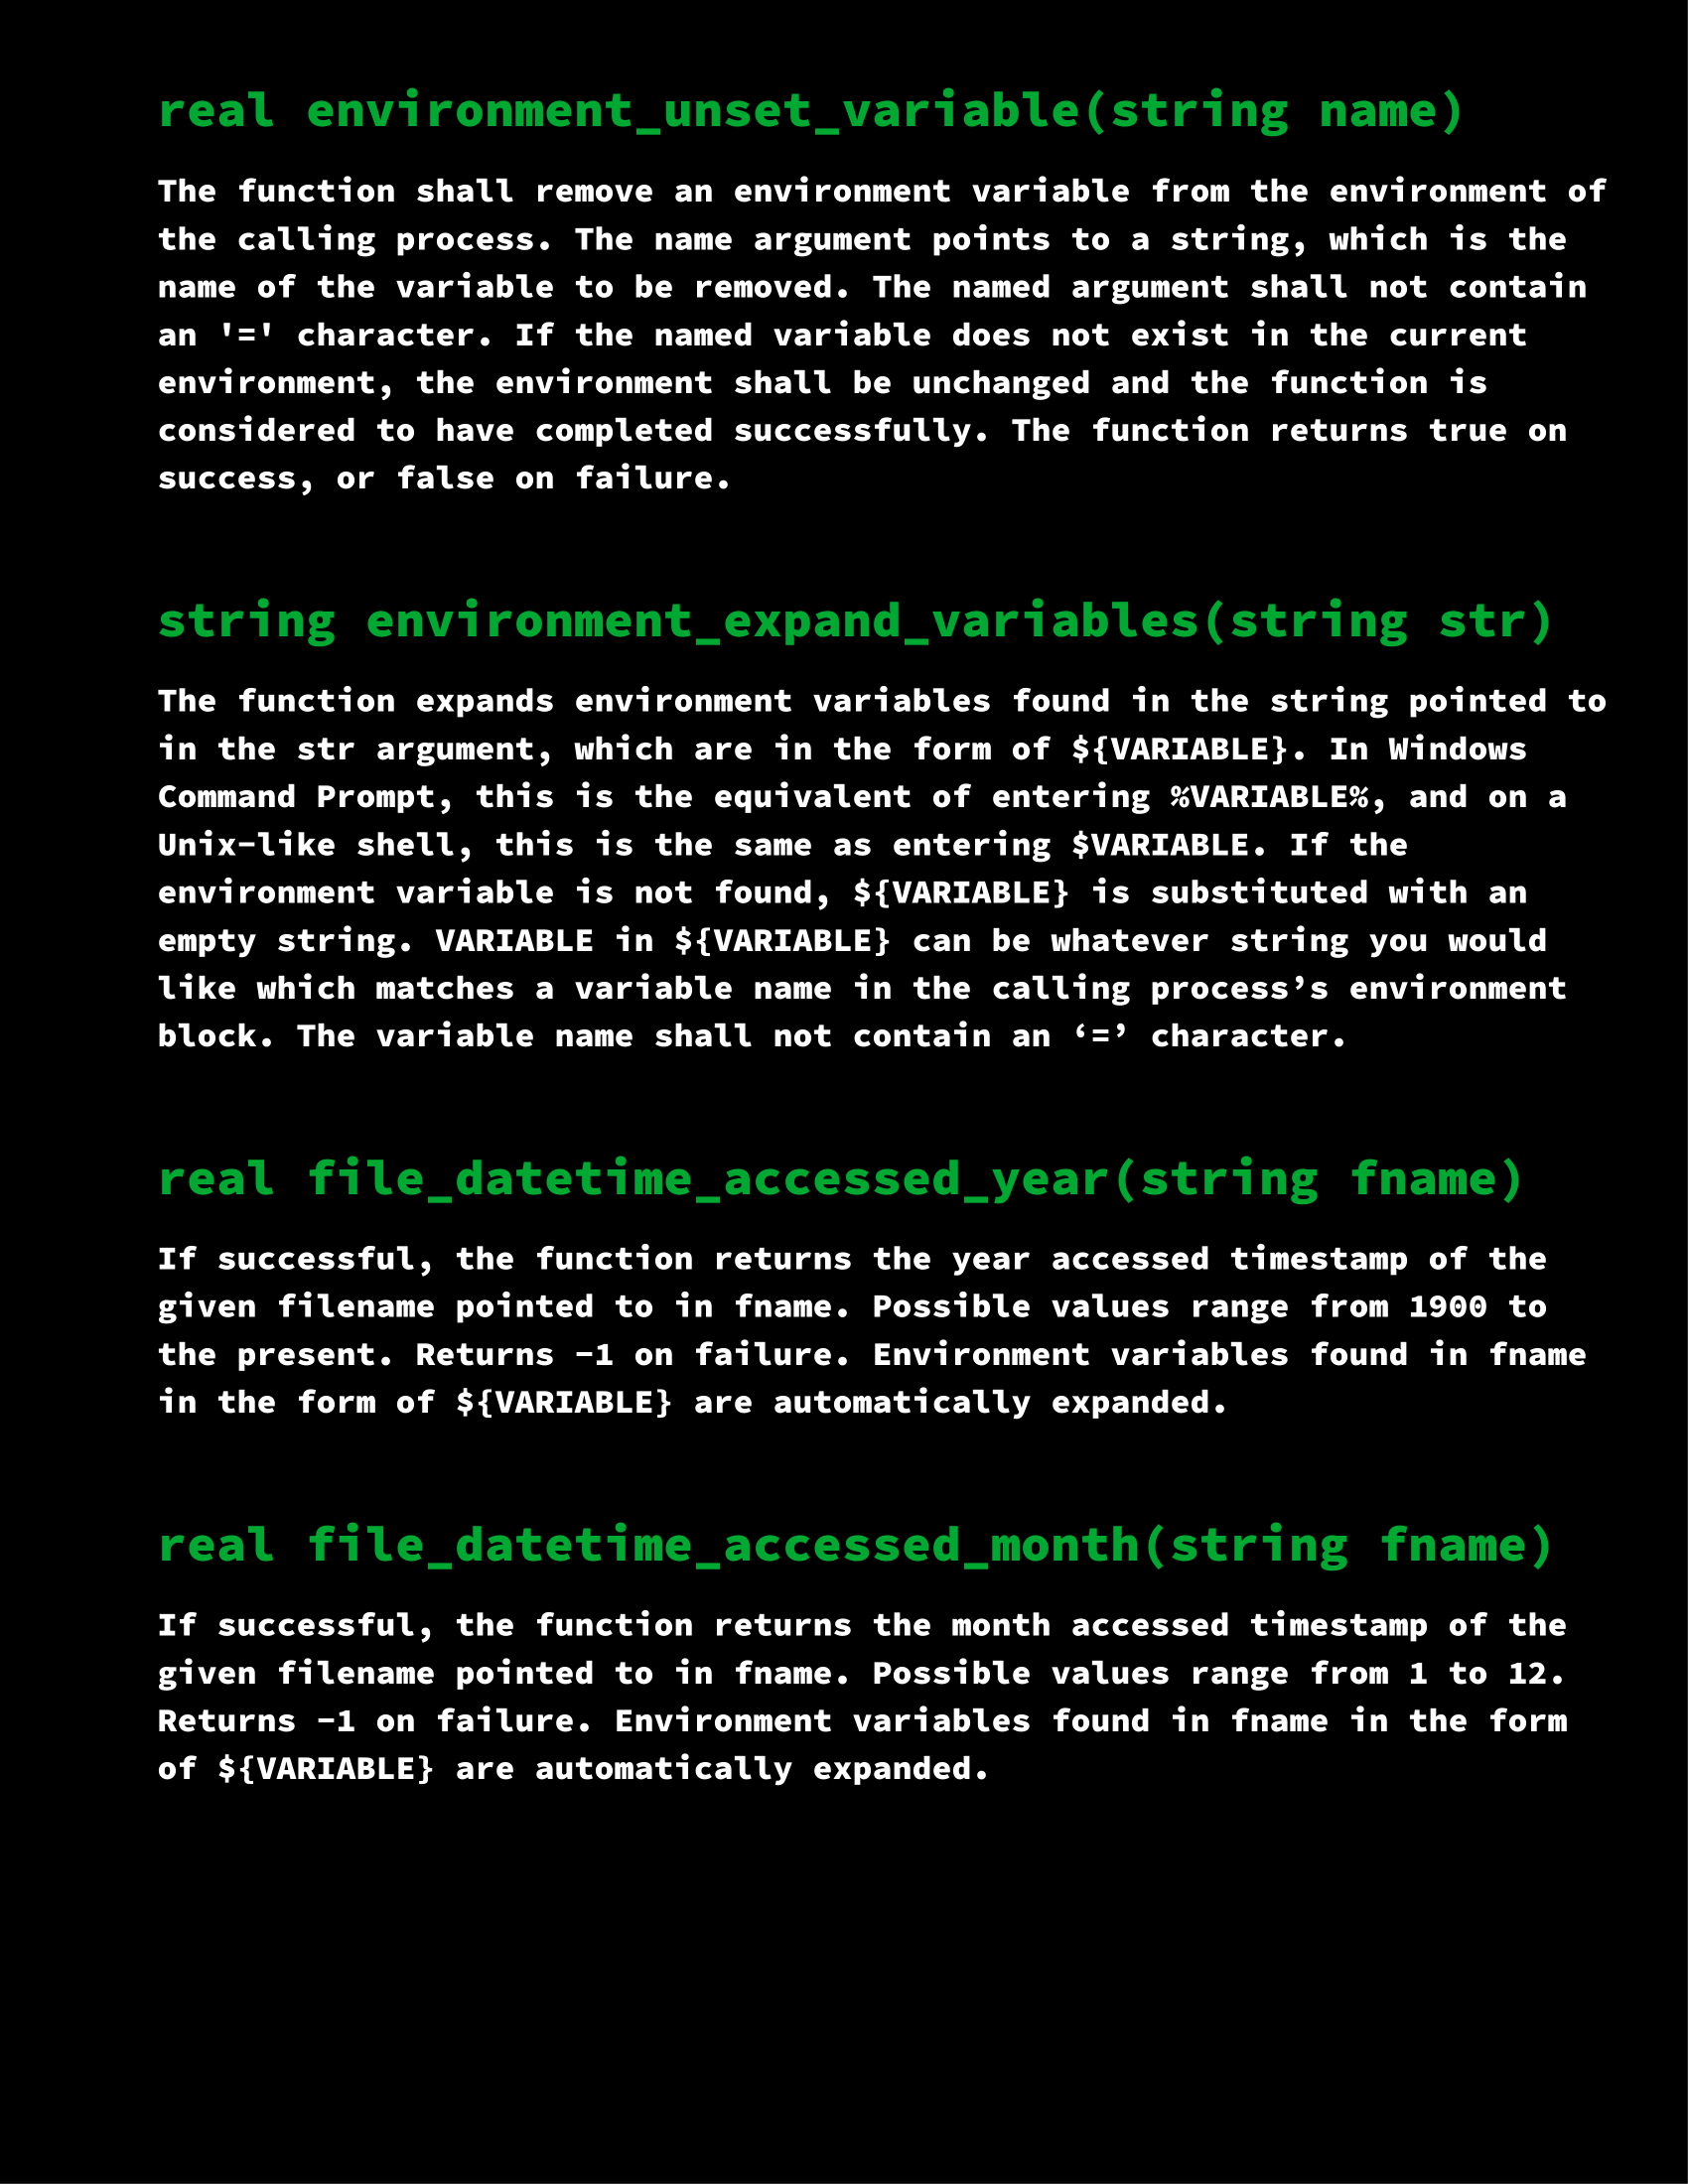 real environment_unset_variable(string name)
The function shall remove an environment variable from the environment of
the calling process. The name argument points to a string, which is the
name of the variable to be removed. The named argument shall not contain
an '=' character. If the named variable does not exist in the current
environment, the environment shall be unchanged and the function is
considered to have completed successfully. The function returns true on
success, or false on failure.
string environment_expand_variables(string str)
The function expands environment variables found in the string pointed to
in the str argument, which are in the form of ${VARIABLE}. In Windows
Command Prompt, this is the equivalent of entering %VARIABLE%, and on a
Unix-like shell, this is the same as entering $VARIABLE. If the
environment variable is not found, ${VARIABLE} is substituted with an
empty string. VARIABLE in ${VARIABLE} can be whatever string you would
like which matches a variable name in the calling process’s environment
block. The variable name shall not contain an ‘=’ character.
real file_datetime_accessed_year(string fname)
If successful, the function returns the year accessed timestamp of the
given filename pointed to in fname. Possible values range from 1900 to
the present. Returns -1 on failure. Environment variables found in fname
in the form of ${VARIABLE} are automatically expanded.
real file_datetime_accessed_month(string fname)
If successful, the function returns the month accessed timestamp of the
given filename pointed to in fname. Possible values range from 1 to 12.
Returns -1 on failure. Environment variables found in fname in the form
of ${VARIABLE} are automatically expanded.